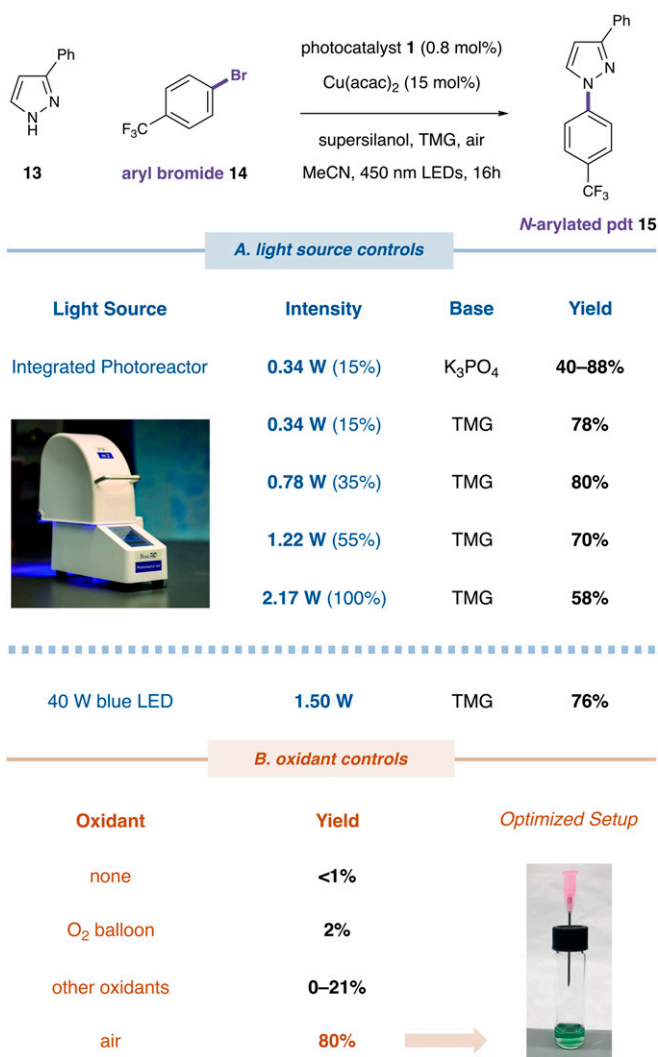 Ph
N
N
H
13
Br
F₃C
aryl bromide 14
photocatalyst 1 (0.8 mol%)
Cu(acac)₂ (15 mol%)
supersilanol, TMG, air
MeCN, 450 nm LEDs, 16h
Ph
N
N
CF₃
N-arylated pdt 15
A. light source controls
Light Source Intensity Base Yield
Integrated Photoreactor 0.34 W (15%) K₃PO₄ 40–88%
0.34 W (15%) TMG 78%
0.78 W (35%) TMG 80%
1.22 W (55%) TMG 70%
2.17 W (100%) TMG 58%
40 W blue LED 1.50 W TMG 76%
B. oxidant controls
Oxidant Yield Optimized Setup
none <1%
O₂ balloon 2%
other oxidants 0–21%
air 80%